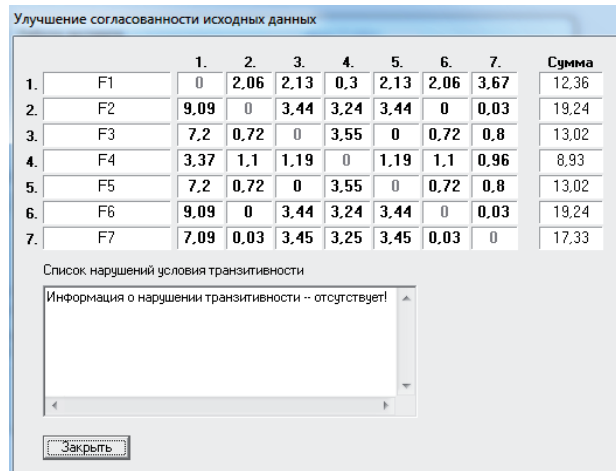 Улучшение согласованности исходных данных
1. 2. 3. 4. 5. 6. 7. Сумма
1. F1 0 2,06 2,13 0,3 2,13 2,06 3,67 12,36
2. F2 9,09 0 3,44 3,24 3,44 0 0,03 19,24
3. F3 7,2 0,72 0 3,55 0 0,72 0,8 13,02
4. F4 3,37 1,1 1,19 0 1,19 1,1 0,96 8,93
5. F5 7,2 0,72 0 3,55 0 0,72 0,8 13,02
6. F6 9,09 0 3,44 3,24 3,44 0 0,03 19,24
7. F7 7,09 0,03 3,45 3,25 3,45 0,03 0 17,33
Список нарушений условия транзитивности
Информация о нарушении транзитивности -- отсутствует!
Закрыть